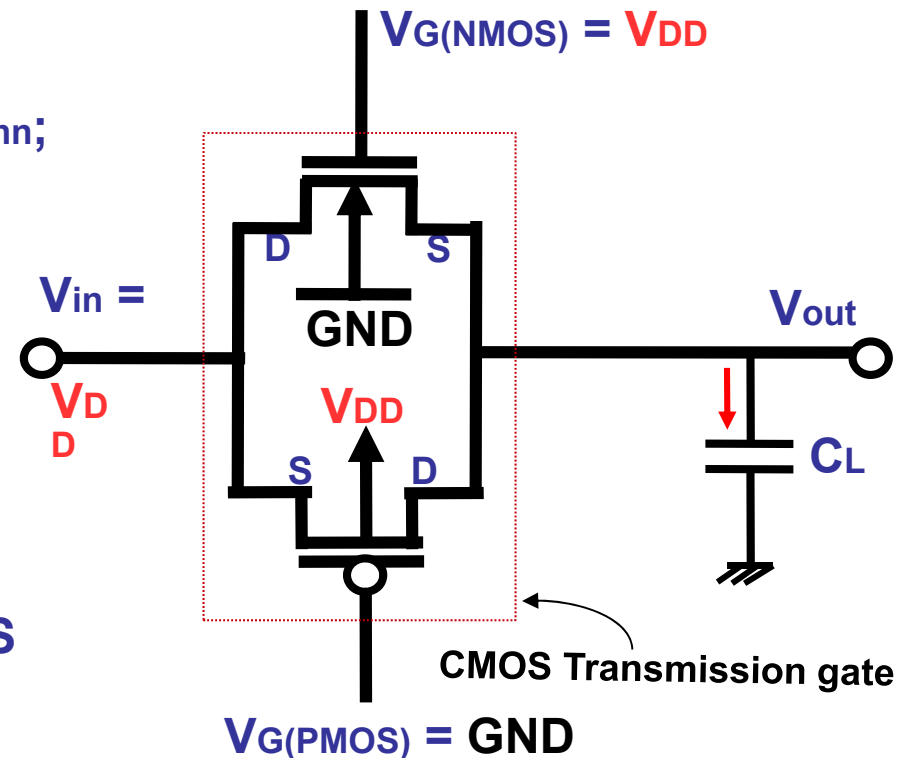 VG(NMOS) = VDD
nn;
D
S
Vin =
GND
Vout
VD
D
VDD
S
D
CL
S
CMOS Transmission gate
VG(PMOS) = GND